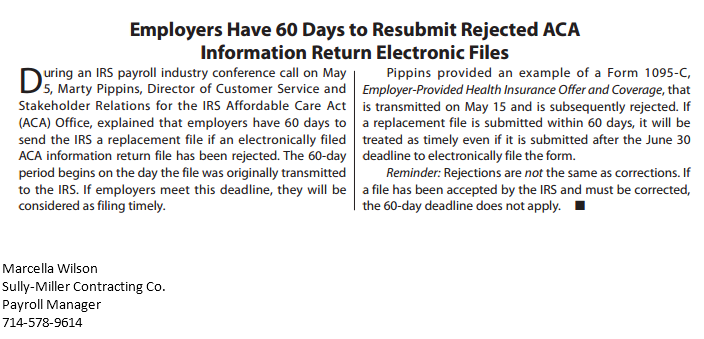 Employers Have 60 Days to Resubmit Rejected ACA
Information Return Electronic Files
During an IRS payroll industry conference call on May
5, Marty Pippins, Director of Customer Service and
Stakeholder Relations for the IRS Affordable Care Act
(ACA) Office, explained that employers have 60 days to
send the IRS a replacement file if an electronically filed
ACA information return file has been rejected. The 60-day
period begins on the day the file was originally transmitted
to the IRS. If employers meet this deadline, they will be
considered as filing timely.
Pippins provided an example of a Form 1095-C,
Employer-Provided Health Insurance Offer and Coverage, that
is transmitted on May 15 and is subsequently rejected. If
a replacement file is submitted within 60 days, it will be
treated as timely even if it is submitted after the June 30
deadline to electronically file the form.
Reminder: Rejections are not the same as corrections. If
a file has been accepted by the IRS and must be corrected,
the 60-day deadline does not apply. ■
Marcella Wilson
Sully-Miller Contracting Co.
Payroll Manager
714-578-9614